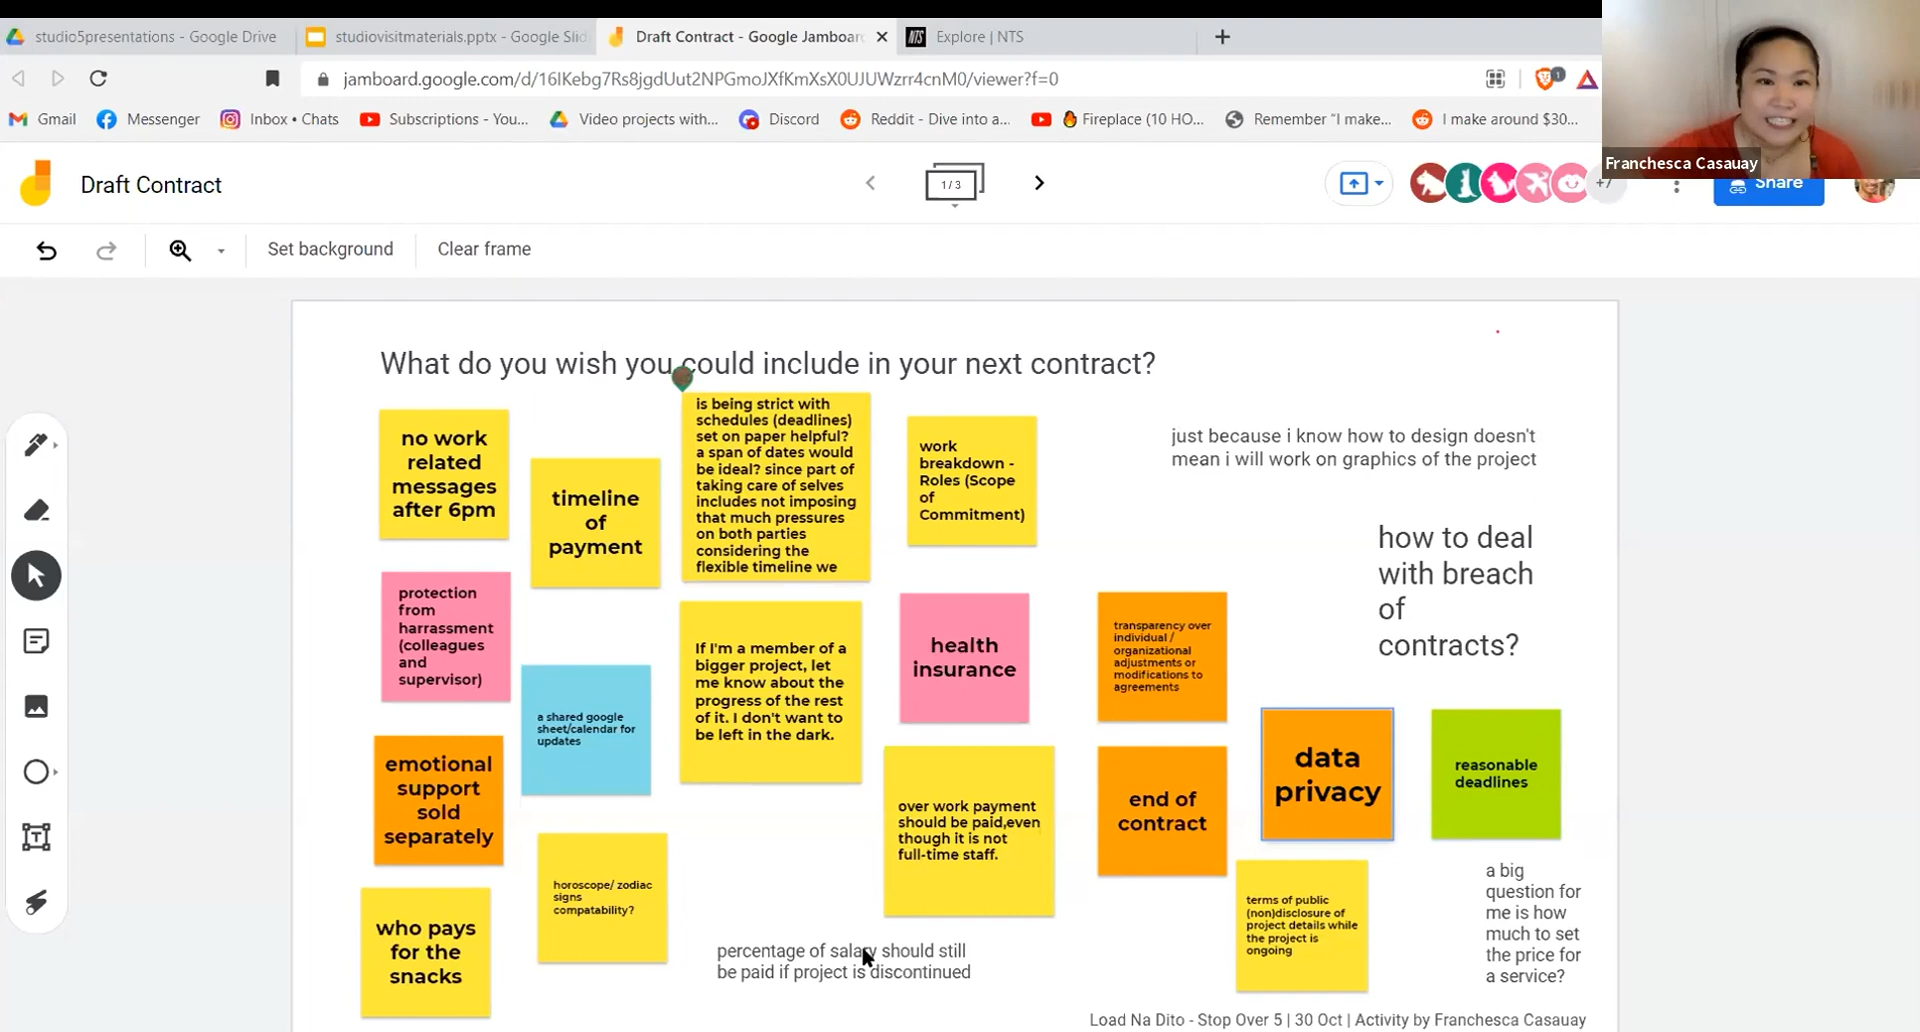 studio5presentations - Google Drive
studiovisitmaterials.pptx - Google Slid
Draft Contract - Google Jamboar
NTS
Explore | NTS
jamboard.google.com/d/16IKebg7Rs8jgdUut2NPGmoJXfKmXsX0UJUWzrr4cnM0/viewer?f=0
1
Gmail
Messenger
Inbox • Chats
Subscriptions - You...
Video projects with...
Discord
Reddit - Dive into a...
Fireplace (10 HO...
Remember "I make...
I make around $30...
Franchesca Casauay
Draft Contract
1 / 3
+7
Share
Set background
Clear frame
What do you wish you could include in your next contract?
no work
related
messages
after 6pm
timeline
of
payment
is being strict with
schedules (deadlines)
set on paper helpful?
a span of dates would
be ideal? since part of
taking care of selves
includes not imposing
that much pressures
on both parties
considering the
flexible timeline we
work
breakdown -
Roles (Scope
of
Commitment)
just because i know how to design doesn't
mean i will work on graphics of the project
how to deal
with breach
of
contracts?
protection
from
harrassment
(colleagues
and
supervisor)
a shared google
sheet/calendar for
updates
If I'm a member of a
bigger project, let
me know about the
progress of the rest
of it. I don't want to
be left in the dark.
health
insurance
transparency over
individual /
organizational
adjustments or
modifications to
agreements
emotional
support
sold
separately
over work payment
should be paid,even
though it is not
full-time staff.
end of
contract
data
privacy
reasonable
deadlines
horoscope/ zodiac
signs
compatability?
who pays
for the
snacks
percentage of salary should still
be paid if project is discontinued
terms of public
(non)disclosure of
project details while
the project is
ongoing
a big
question for
me is how
much to set
the price for
a service?
Load Na Dito - Stop Over 5 | 30 Oct | Activity by Franchesca Casauay